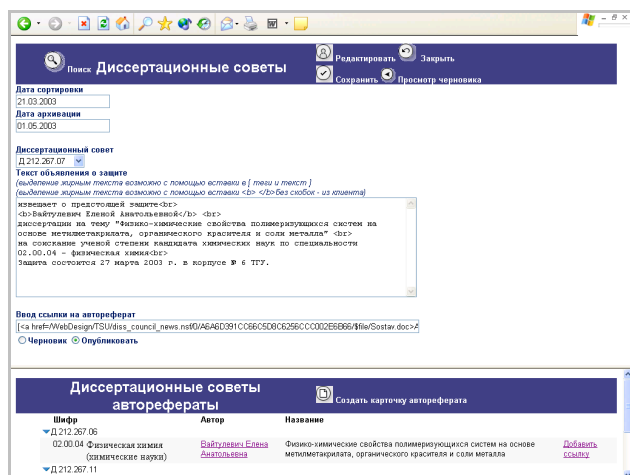 Поиск Диссертационные советы
Редактировать Закрыть
Сохранить Просмотр черновика
Дата сортировки
21.03.2003
Дата архивации
01.05.2003
Диссертационный совет
Д 212.267.07
Текст объявления о защите
(выделение жирным текста возможно с помощью вставки в [ теги и текст ]
(выделение жирным текста возможно с помощью вставки <b> </b>без скобок - из клиента)
извещает о предстоящей защите<br>
<b>Вайтулевич Еленой Анатольевной</b> <br>
диссертации на тему "Физико-химические свойства полимеризующихся систем на
основе метилметакрилата, органического красителя и соли металла" <br>
на соискание ученой степени кандидата химических наук по специальности
02.00.04 - физическая химия<br>
Защита состоится 27 марта 2003 г. в корпусе № 6 ТГУ.
Ввод ссылки на автореферат
[<a href=/WebDesign/TSU/diss_council_news.nsf/0/A6A6D391CC66C5D8C6256CCC002E6B66/$file/Sostav.doc>А
Черновик Опубликовать
Диссертационные советы
авторефераты
Создать карточку автореферата
Шифр Автор Название
Д 212.267.06
02.00.04 Физическая химия Вайтулевич Елена Физико-химические свойства полимеризующихся систем на основе Добавить
(химические науки) Анатольевна метилметакрилата, органического красителя и соли металла ссылку
Д 212.267.11